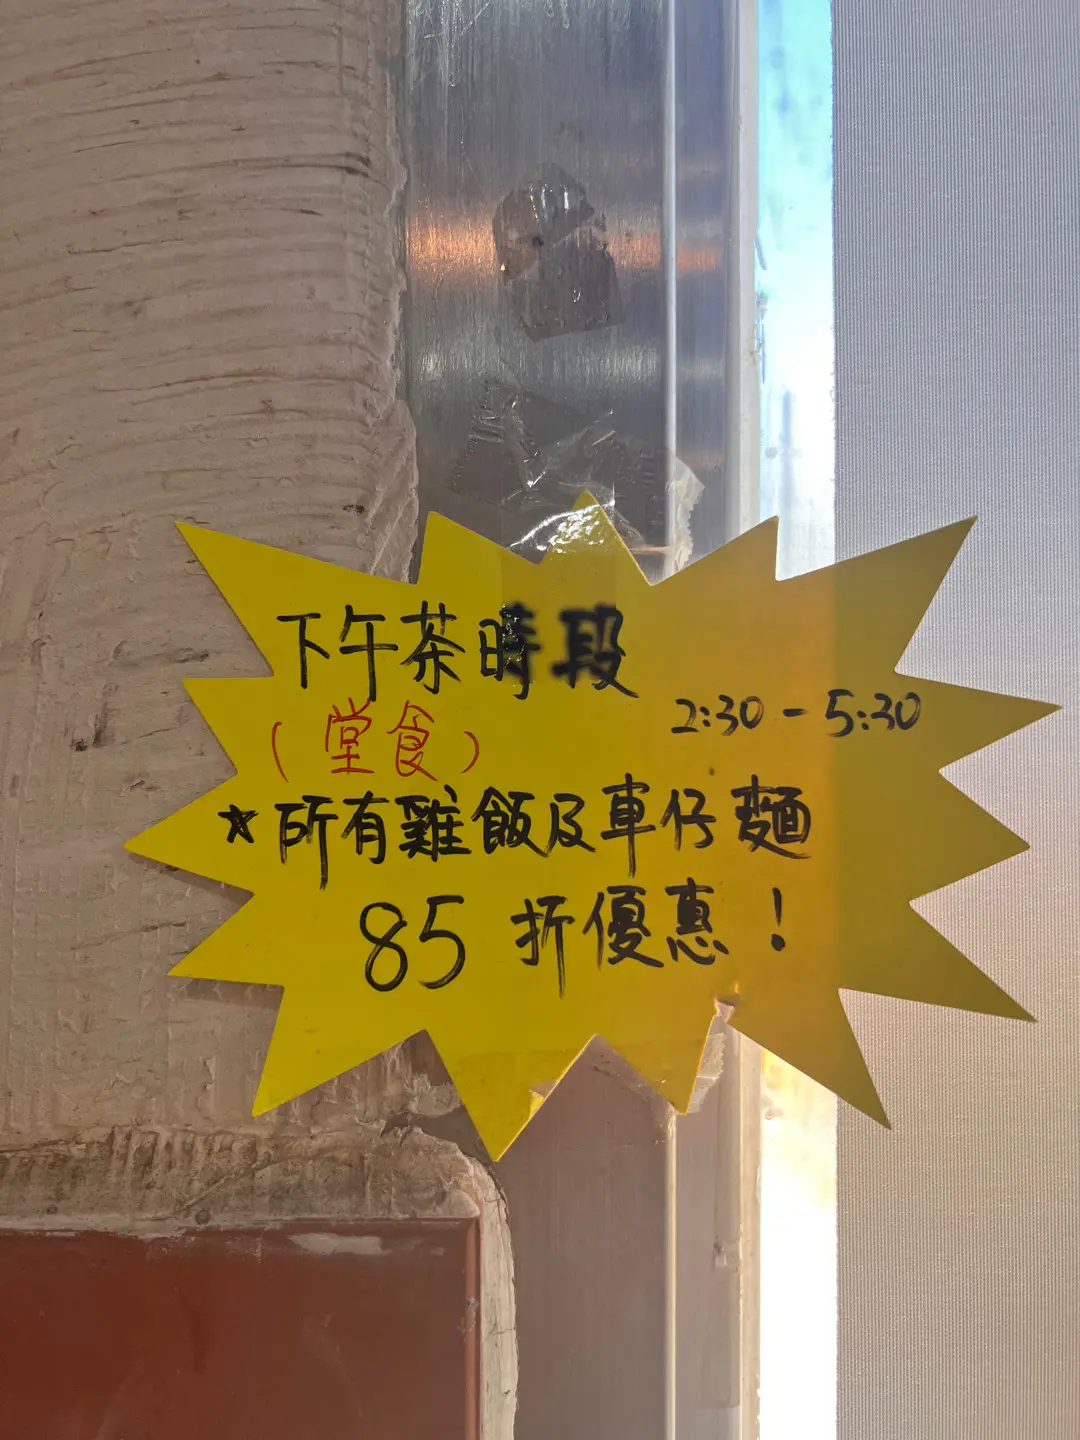 下午茶時段
2:30 - 5:30
(堂食)
★所有雞飯及車仔麵
85 折優惠!